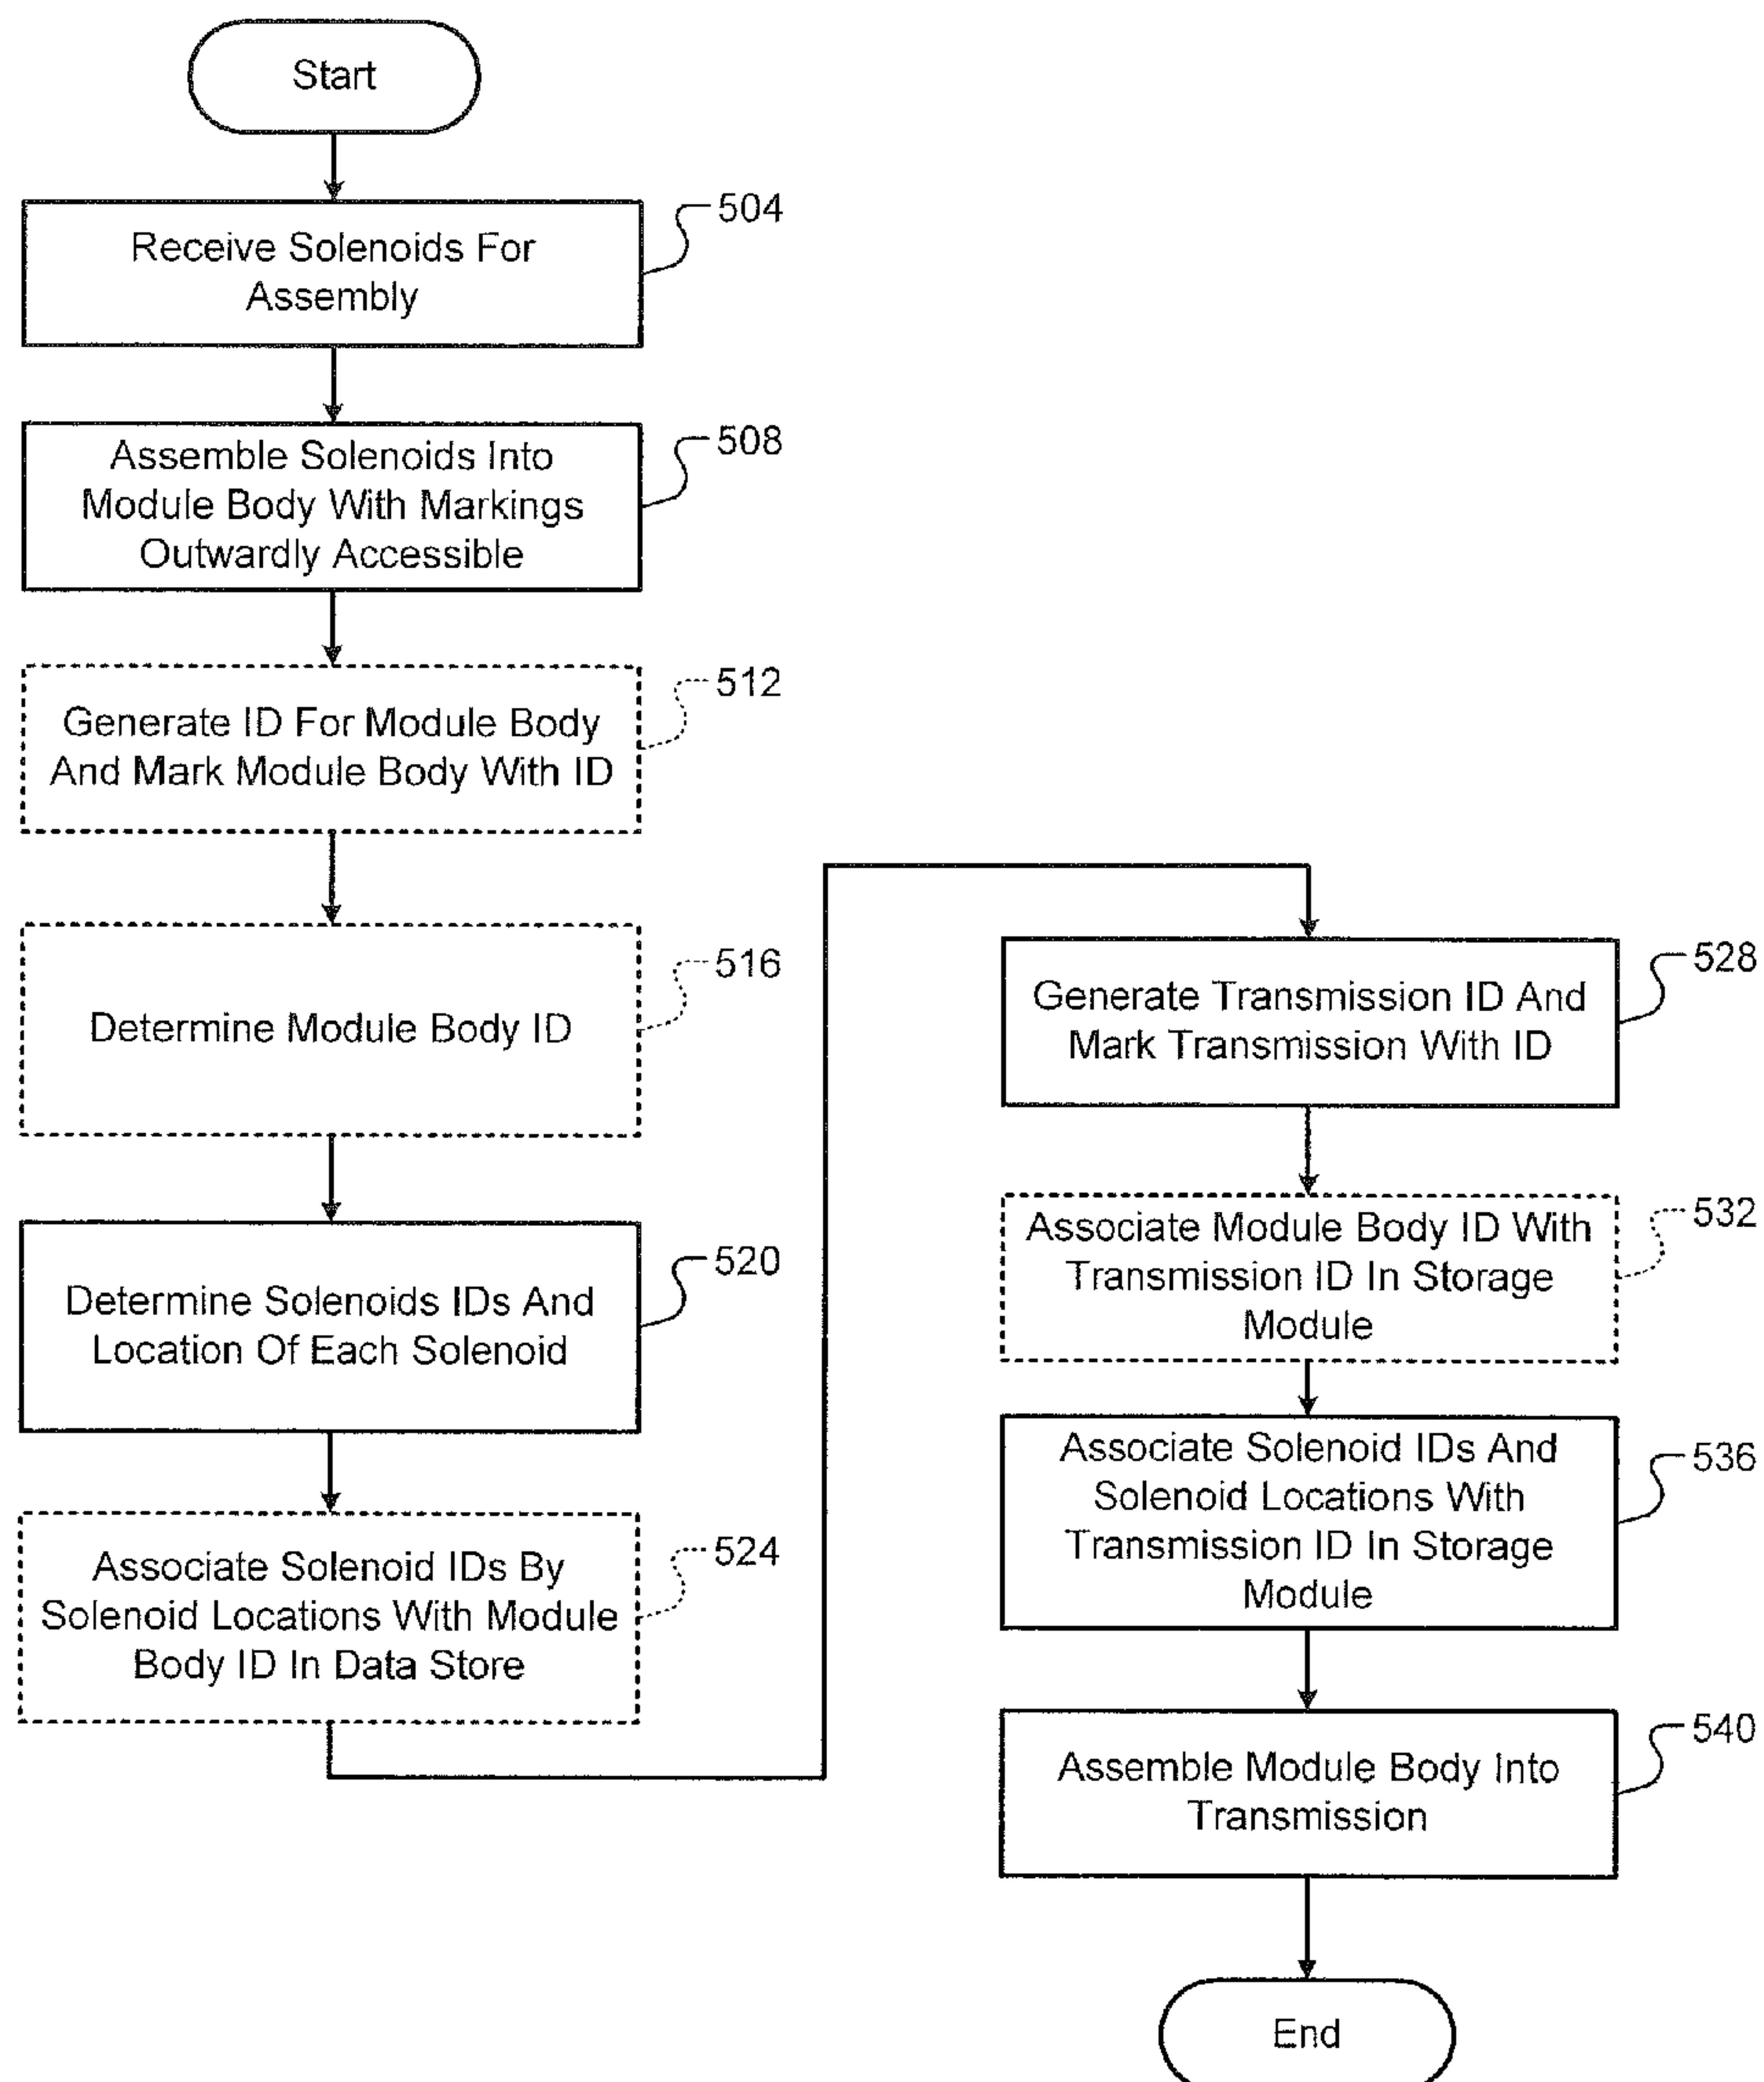 Start
Receive Solenoids For
Assembly
504
Assemble Solenoids Into
Module Body With Markings
Outwardly Accessible
508
Generate ID For Module Body
And Mark Module Body With ID
512
Determine Module Body ID
516
Determine Solenoids IDs And
Location Of Each Solenoid
520
Associate Solenoid IDs By
Solenoid Locations With Module
Body ID In Data Store
524
Generate Transmission ID And
Mark Transmission With ID
528
Associate Module Body ID With
Transmission ID In Storage
Module
532
Associate Solenoid IDs And
Solenoid Locations With
Transmission ID In Storage
Module
536
Assemble Module Body Into
Transmission
540
End